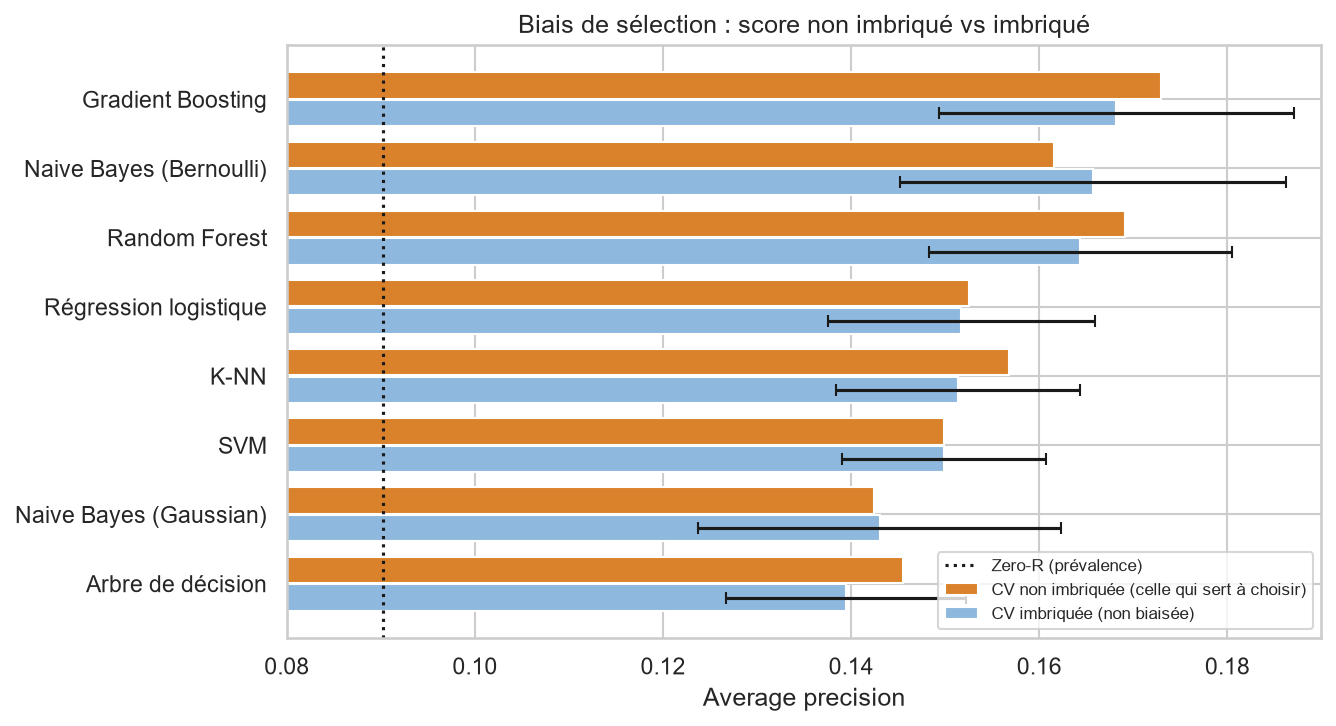 Biais de sélection : score non imbriqué vs imbriqué
Gradient Boosting
Naive Bayes (Bernoulli)
Random Forest
Régression logistique
K-NN
SVM
Naive Bayes (Gaussian)
Arbre de décision
Zero-R (prévalence)
CV non imbriquée (celle qui sert à choisir)
CV imbriquée (non biaisée)
0.08 0.10 0.12 0.14 0.16 0.18
Average precision